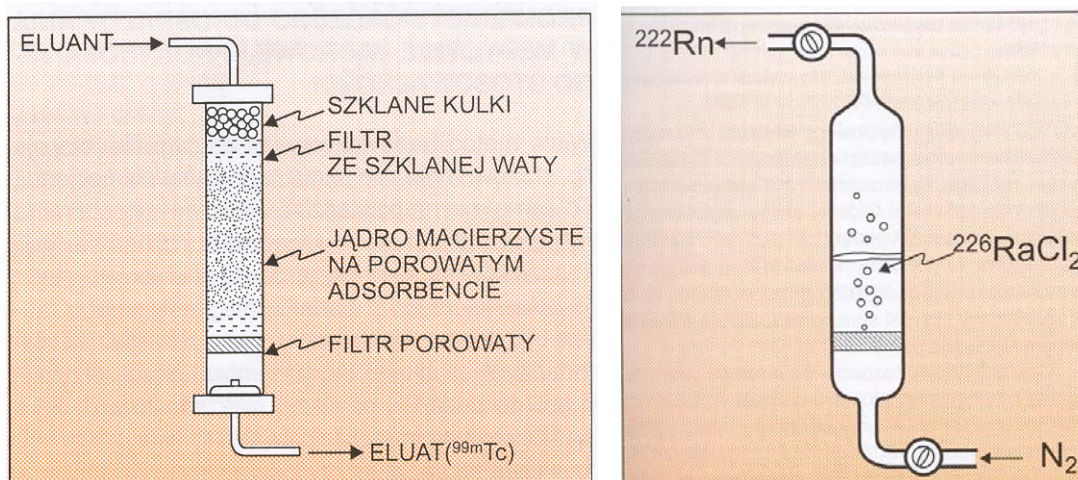 ELUANT
SZKLANE KULKI
FILTR
ZE SZKLANEJ WATY
JĄDRO MACIERZYSTE
NA POROWATYM
ADSORBENCIE
FILTR POROWATY
ELUAT(⁹⁹ᵐTc)
²²²Rn
²²⁶RaCl₂
N₂